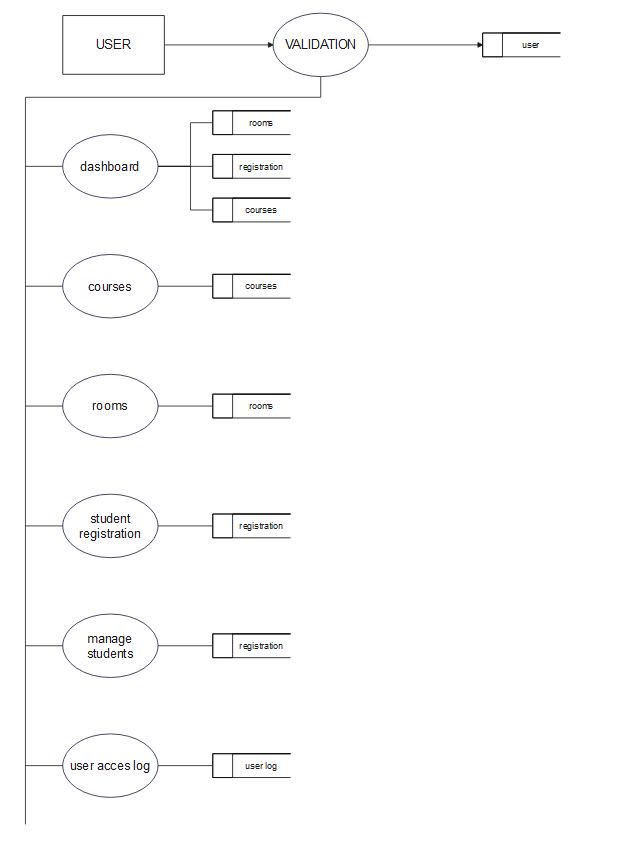 USER
VALIDATION
user
rooms
dashboard
registration
courses
courses
courses
rooms
rooms
student
registration
registration
manage
students
registration
user acces log
user log